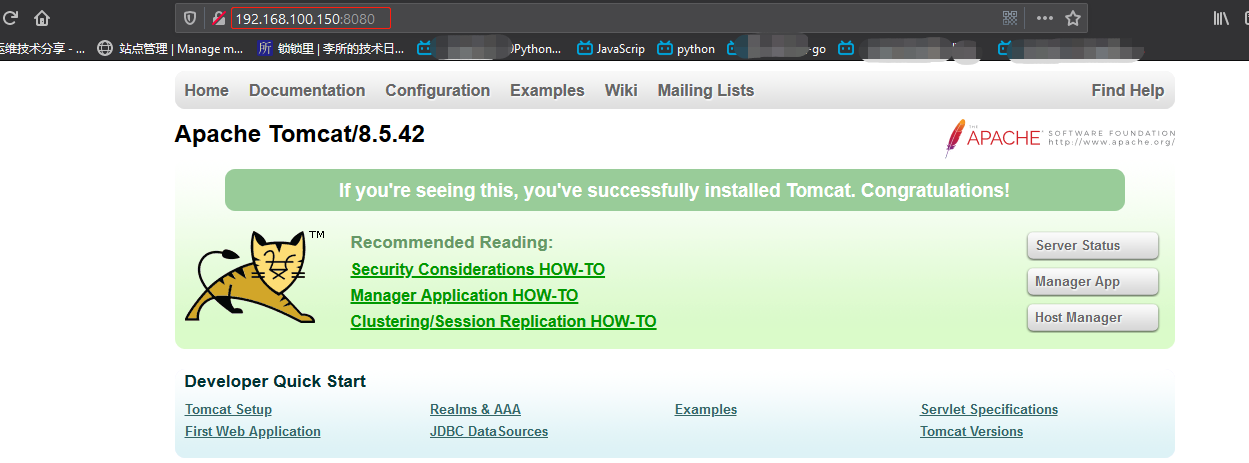 192.168.100.150:8080
运维技术分享 - ...
站点管理 | Manage m...
所 锁锁里 | 李所的技术日...
Python...
JavaScrip
python
-go
Home Documentation Configuration Examples Wiki Mailing Lists Find Help
Apache Tomcat/8.5.42
THE APACHE™ SOFTWARE FOUNDATION
http://www.apache.org/
If you're seeing this, you've successfully installed Tomcat. Congratulations!
TM
Recommended Reading:
Security Considerations HOW-TO
Manager Application HOW-TO
Clustering/Session Replication HOW-TO
Server Status
Manager App
Host Manager
Developer Quick Start
Tomcat Setup
First Web Application
Realms & AAA
JDBC DataSources
Examples
Servlet Specifications
Tomcat Versions